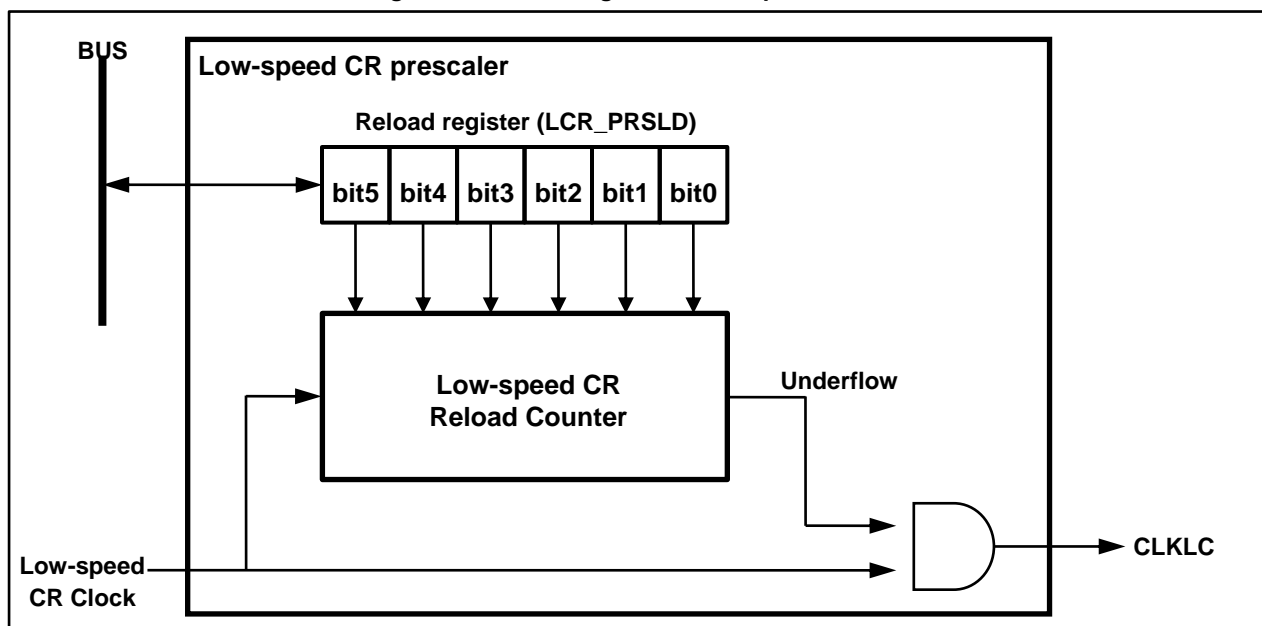 BUS
Low-speed CR prescaler
Reload register (LCR_PRSLD)
bit5 bit4 bit3 bit2 bit1 bit0
Low-speed CR
Reload Counter
Underflow
CLKLC
Low-speed
CR Clock